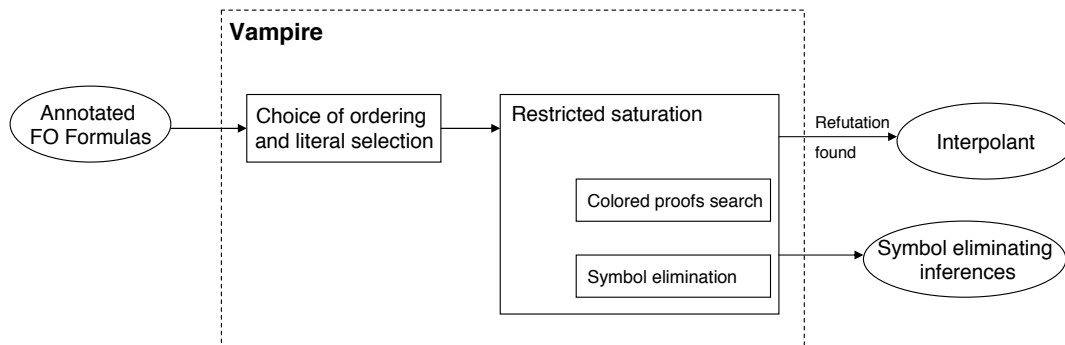 Vampire
Annotated
FO Formulas
Choice of ordering
and literal selection
Restricted saturation
Colored proofs search
Symbol elimination
Refutation
found
Interpolant
Symbol eliminating
inferences